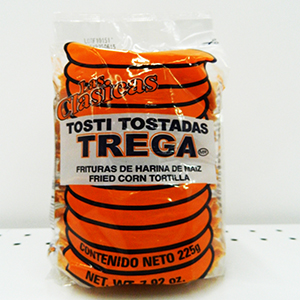 Las
Clasicas
TOSTI TOSTADAS
TREGA
FRITURAS DE HARINA DE MAIZ
FRIED CORN TORTILLA
CONTENIDO NETO 225g
NET. WT. 7.92 oz.